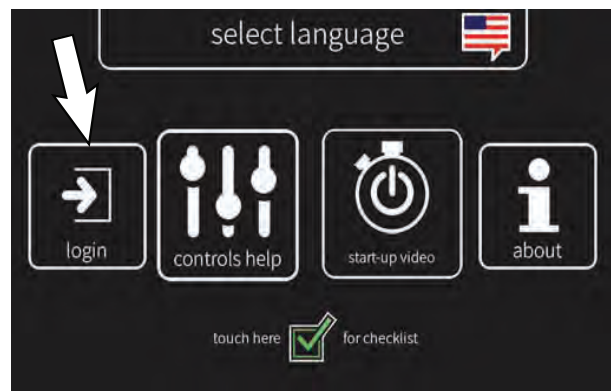 select language
login
controls help
start-up video
about
touch here for checklist